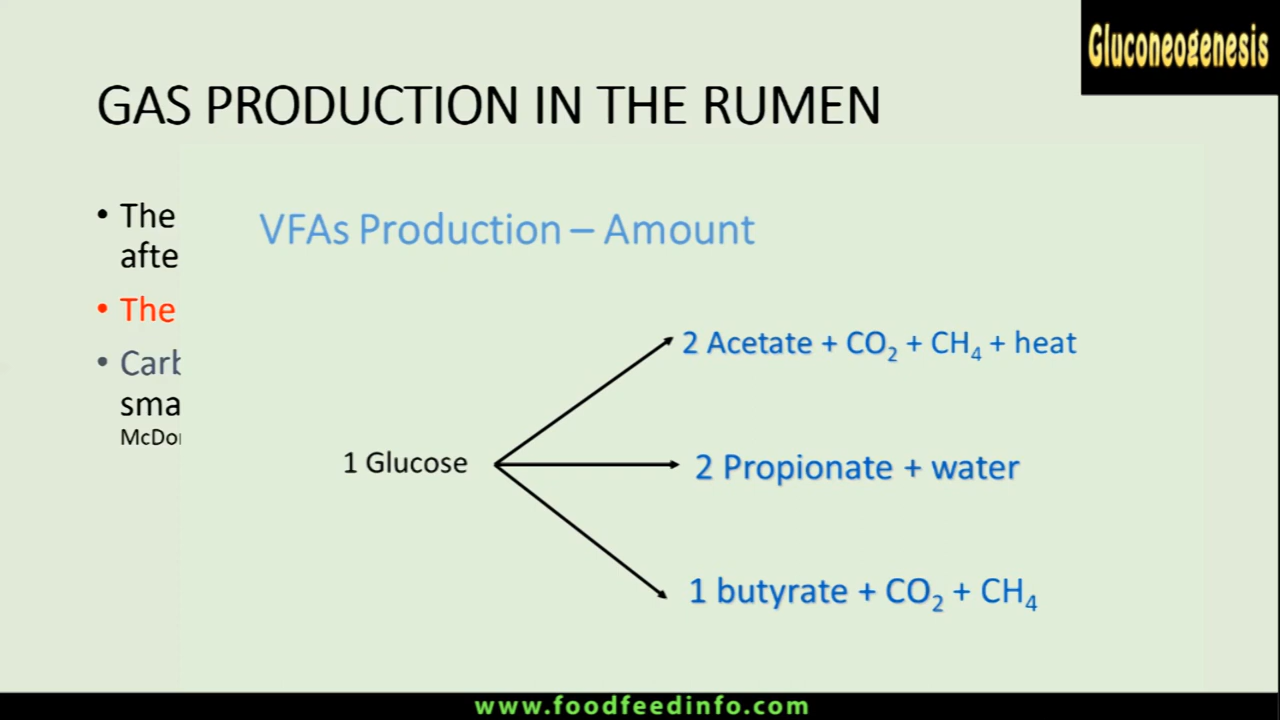 Gluconeogenesis
GAS PRODUCTION IN THE RUMEN
• The
afte
• The
• Carb
sma
McDor
VFAs Production – Amount
2 Acetate + CO₂ + CH₄ + heat
1 Glucose
2 Propionate + water
1 butyrate + CO₂ + CH₄
www.foodfeedinfo.com